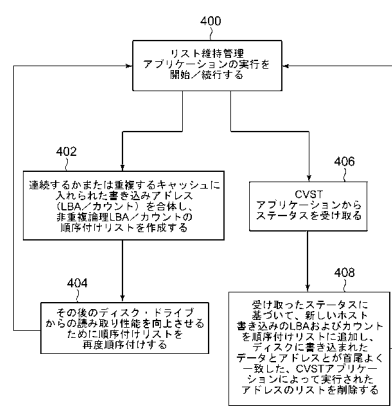 400
リスト維持管理
アプリケーションの実行を
開始／続行する
402
連続するかまたは重複するキャッシュに
入れられた書き込みアドレス
（LBA／カウント）を合体し、
非重複論理LBA／カウントの
順序付けリストを作成する
404
その後のディスク・ドライブ
からの読み取り性能を向上させる
ために順序付けリストを
再度順序付けする
406
CVST
アプリケーションから
ステータスを受け取る
408
受け取ったステータスに
基づいて、新しいホスト
書き込みのLBAおよびカウント
を順序付けリストに追加し、
ディスクに書き込まれた
データとアドレスとが首尾よく
一致した、CVSTアプリケー
ションによって実行された
アドレスのリストを削除する